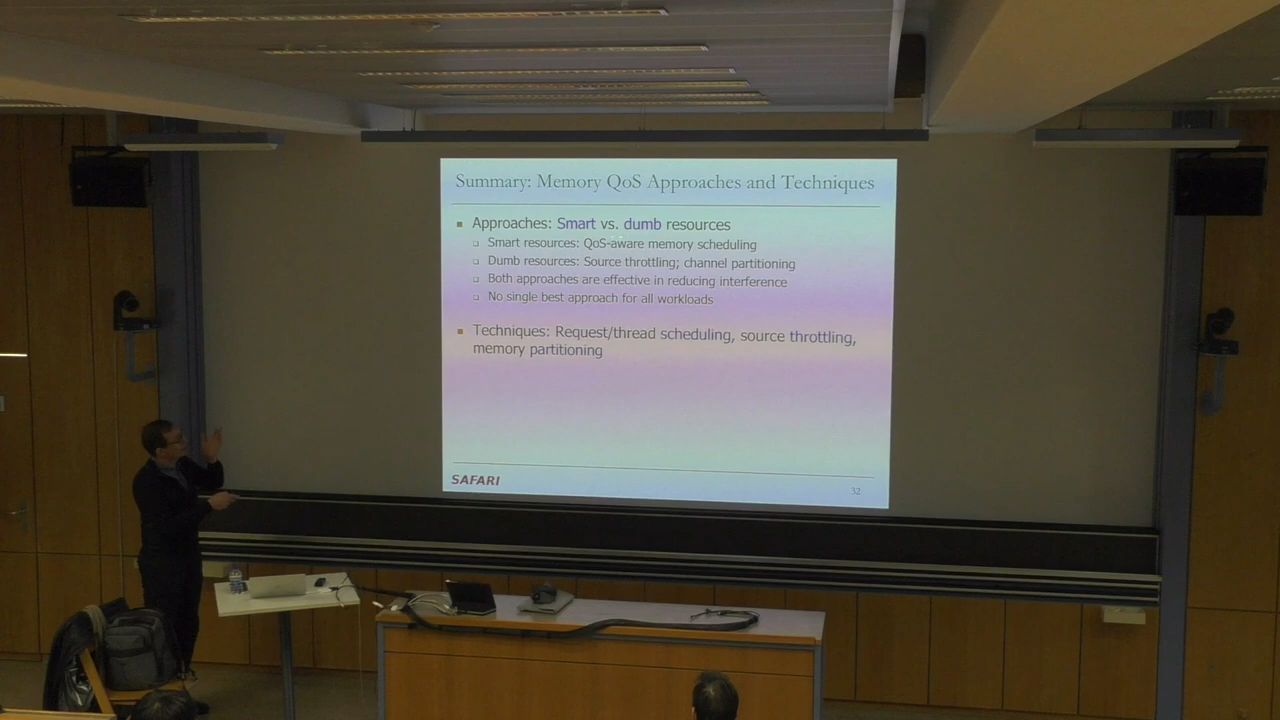 Summary: Memory QoS Approaches and Techniques
Approaches: Smart vs. dumb resources
Smart resources: QoS-aware memory scheduling
Dumb resources: Source throttling; channel partitioning
Both approaches are effective in reducing interference
No single best approach for all workloads
Techniques: Request/thread scheduling, source throttling,
memory partitioning
SAFARI
32